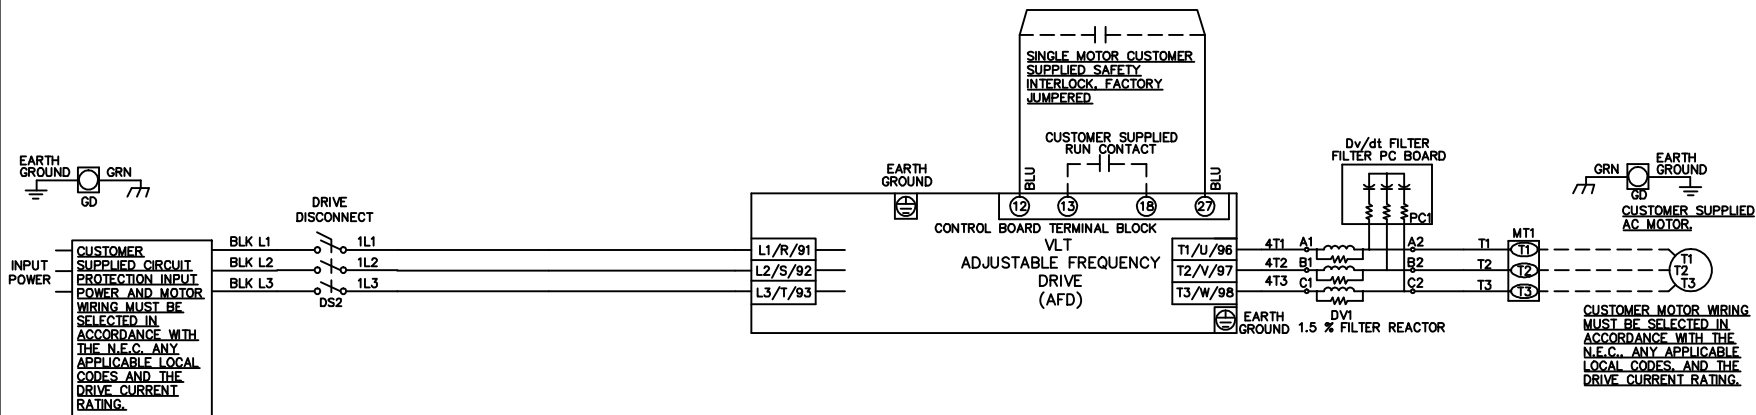 SINGLE MOTOR CUSTOMER
SUPPLIED SAFETY
INTERLOCK, FACTORY
JUMPERED
CUSTOMER SUPPLIED
RUN CONTACT
BLU
BLU
EARTH
GROUND
GRN
GD
EARTH
GROUND
12
13
18
27
CONTROL BOARD TERMINAL BLOCK
Dv/dt FILTER
FILTER PC BOARD
PC1
GRN
EARTH
GROUND
GD
CUSTOMER SUPPLIED
AC MOTOR.
DRIVE
DISCONNECT
INPUT
POWER
CUSTOMER
SUPPLIED CIRCUIT
PROTECTION INPUT
POWER AND MOTOR
WIRING MUST BE
SELECTED IN
ACCORDANCE WITH
THE N.E.C. ANY
APPLICABLE LOCAL
CODES AND THE
DRIVE CURRENT
RATING.
BLK L1
BLK L2
BLK L3
1L1
1L2
1L3
DS2
L1/R/91
L2/S/92
L3/T/93
VLT
ADJUSTABLE FREQUENCY
DRIVE
(AFD)
T1/U/96
T2/V/97
T3/W/98
EARTH
GROUND
4T1
4T2
4T3
A1
B1
C1
A2
B2
C2
DV1
1.5 % FILTER REACTOR
T1
T2
T3
MT1
T1
T2
T3
T1
T2
T3
CUSTOMER MOTOR WIRING
MUST BE SELECTED IN
ACCORDANCE WITH THE
N.E.C., ANY APPLICABLE
LOCAL CODES, AND THE
DRIVE CURRENT RATING.